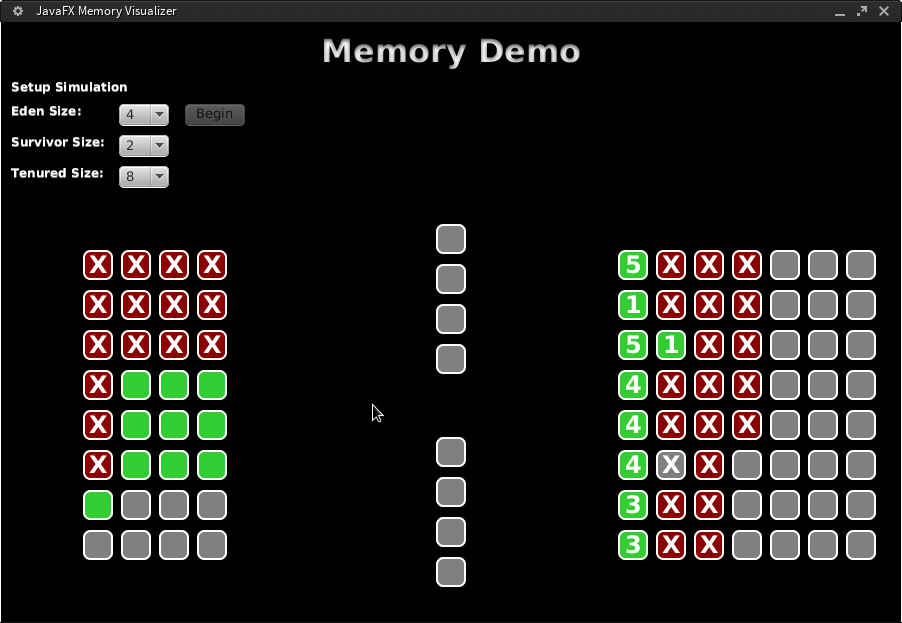 JavaFX Memory Visualizer
Memory Demo
Setup Simulation
Eden Size: 4 Begin
Survivor Size: 2
Tenured Size: 8
X X X X 5 X X X
X X X X 1 X X X
X X X X 5 1 X X
X 4 X X X
X 4 X X X
X 4 X X
3 X X
3 X X